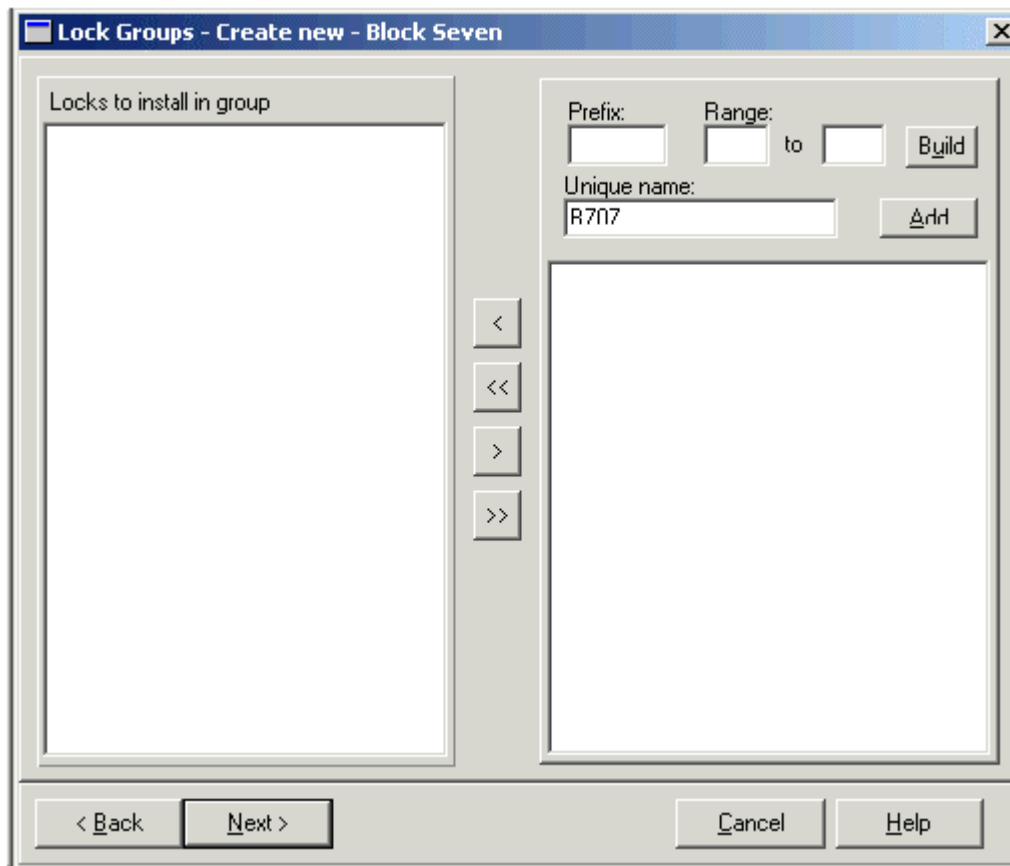 Lock Groups - Create new - Block Seven
Locks to install in group
Prefix: Range:
to Build
Unique name:
B707 Add
<
<<
>
>>
< Back Next > Cancel Help